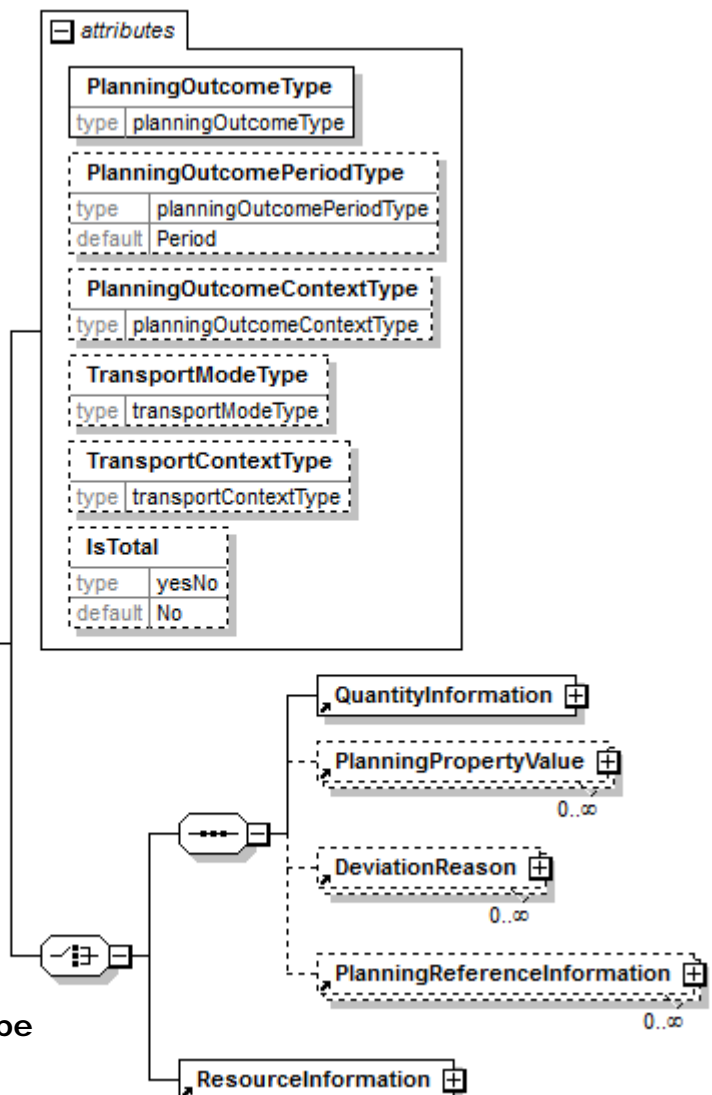 attributes
PlanningOutcomeType
type planningOutcomeType
PlanningOutcomePeriodType
type planningOutcomePeriodType
default Period
PlanningOutcomeContextType
type planningOutcomeContextType
TransportModeType
type transportModeType
TransportContextType
type transportContextType
IsTotal
type yesNo
default No
QuantityInformation
PlanningPropertyValue
0..∞
DeviationReason
0..∞
PlanningReferenceInformation
0..∞
pe
ResourceInformation